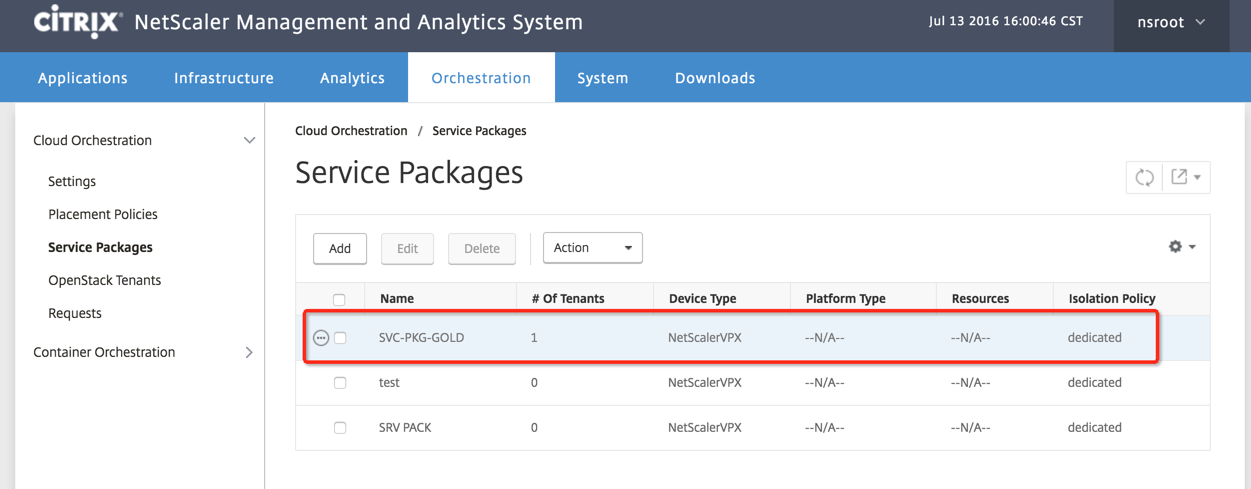 CITRIX NetScaler Management and Analytics System
Jul 13 2016 16:00:46 CST
nsroot
Applications Infrastructure Analytics Orchestration System Downloads
Cloud Orchestration
Settings
Placement Policies
Service Packages
OpenStack Tenants
Requests
Container Orchestration
Cloud Orchestration / Service Packages
Service Packages
Add Edit Delete Action
Name # Of Tenants Device Type Platform Type Resources Isolation Policy
SVC-PKG-GOLD 1 NetScalerVPX --N/A-- --N/A-- dedicated
test 0 NetScalerVPX --N/A-- --N/A-- dedicated
SRV PACK 0 NetScalerVPX --N/A-- --N/A-- dedicated